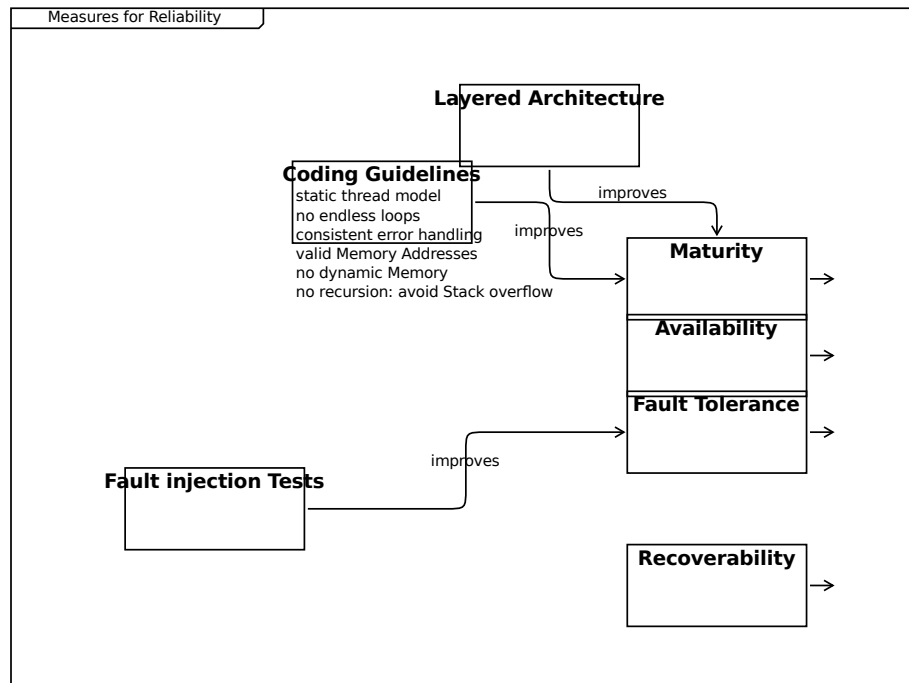 Measures for Reliability
Layered Architecture
Coding Guidelines
static thread model
no endless loops
consistent error handling
valid Memory Addresses
no dynamic Memory
no recursion: avoid Stack overflow
improves
improves
Maturity
Availability
Fault Tolerance
improves
Fault injection Tests
Recoverability